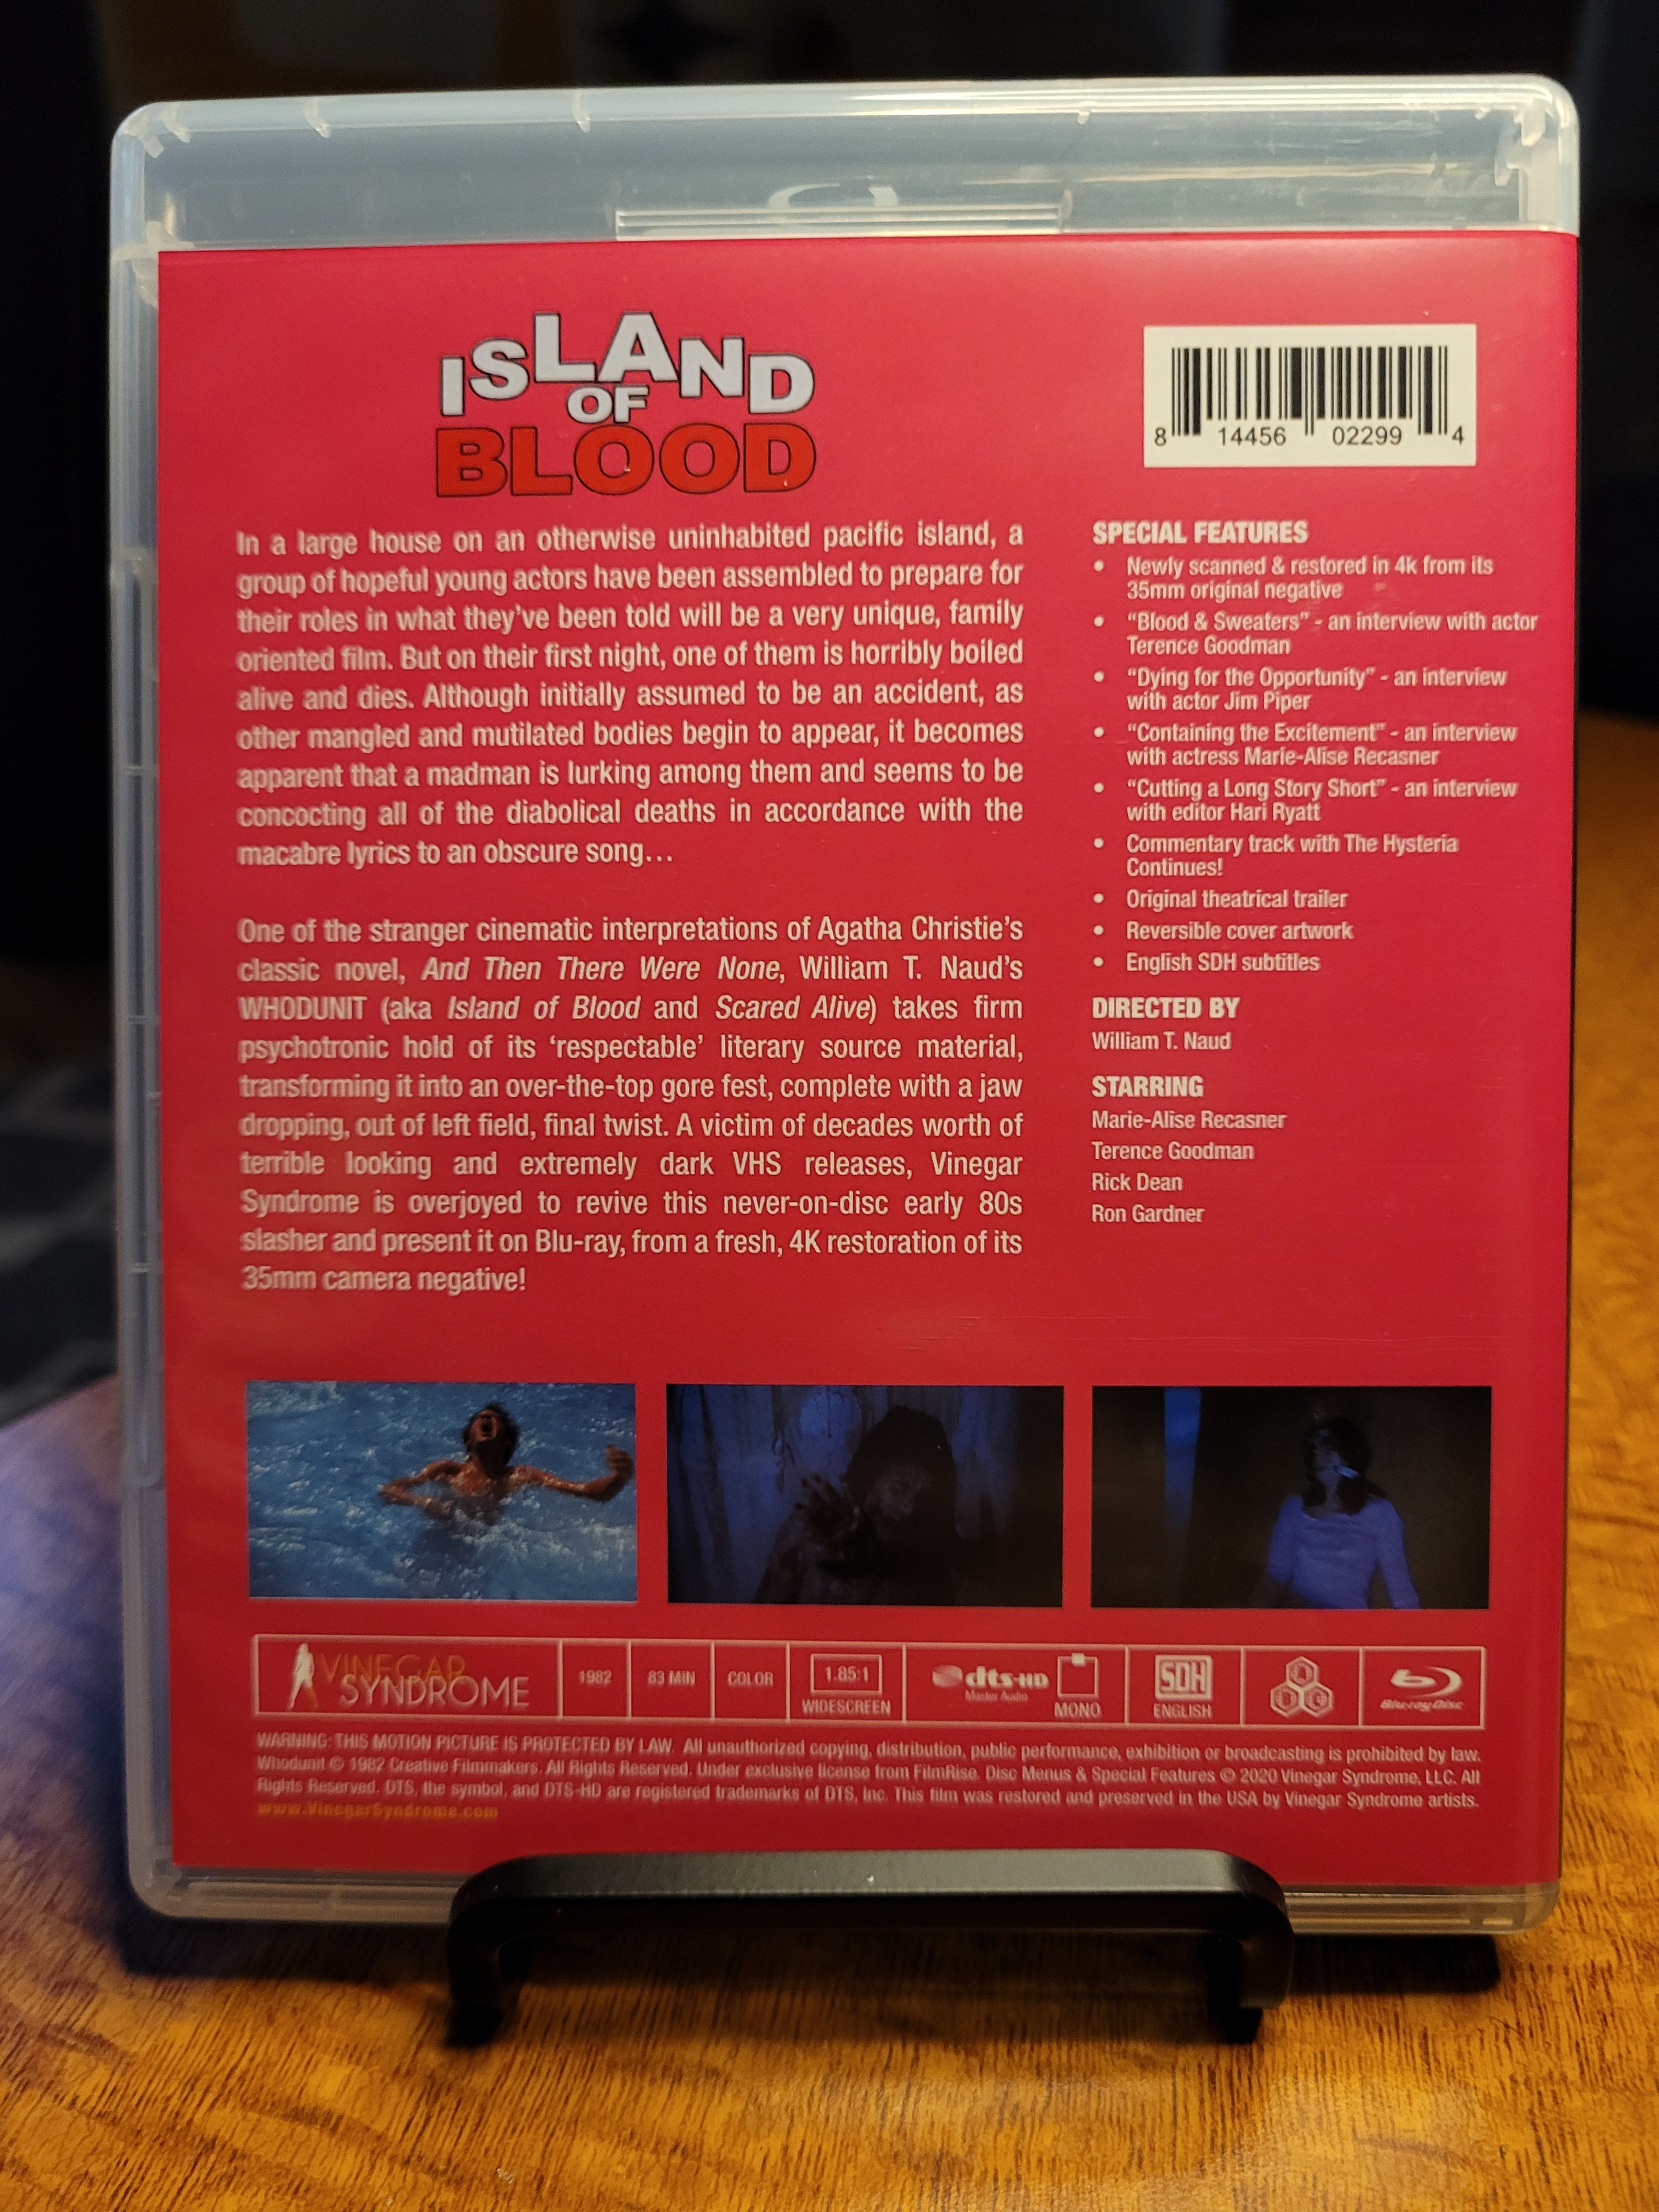 ISLAND
OF
BLOOD
8 14456 02299 4
In a large house on an otherwise uninhabited pacific island, a
group of hopeful young actors have been assembled to prepare for
their roles in what they've been told will be a very unique, family
oriented film. But on their first night, one of them is horribly boiled
alive and dies. Although initially assumed to be an accident, as
other mangled and mutilated bodies begin to appear, it becomes
apparent that a madman is lurking among them and seems to be
concocting all of the diabolical deaths in accordance with the
macabre lyrics to an obscure song...
One of the stranger cinematic interpretations of Agatha Christie's
classic novel, And Then There Were None, William T. Naud's
WHODUNIT (aka Island of Blood and Scared Alive) takes firm
psychotronic hold of its 'respectable' literary source material,
transforming it into an over-the-top gore fest, complete with a jaw
dropping, out of left field, final twist. A victim of decades worth of
terrible looking and extremely dark VHS releases, Vinegar
Syndrome is overjoyed to revive this never-on-disc early 80s
slasher and present it on Blu-ray, from a fresh, 4K restoration of its
35mm camera negative!
SPECIAL FEATURES
• Newly scanned & restored in 4k from its
35mm original negative
• "Blood & Sweaters" - an interview with actor
Terence Goodman
• "Dying for the Opportunity" - an interview
with actor Jim Piper
• "Containing the Excitement" - an interview
with actress Marie-Alise Recasner
• "Cutting a Long Story Short" - an interview
with editor Hari Ryatt
• Commentary track with The Hysteria
Continues!
• Original theatrical trailer
• Reversible cover artwork
• English SDH subtitles
DIRECTED BY
William T. Naud
STARRING
Marie-Alise Recasner
Terence Goodman
Rick Dean
Ron Gardner
VINEGAR
SYNDROME
1982
83 MIN
COLOR
1.85:1
WIDESCREEN
dts-HD
Master Audio
MONO
SDH
ENGLISH
Blu-ray Disc
WARNING: THIS MOTION PICTURE IS PROTECTED BY LAW. All unauthorized copying, distribution, public performance, exhibition or broadcasting is prohibited by law.
Whodunit © 1982 Creative Filmmakers. All Rights Reserved. Under exclusive license from FilmRise. Disc Menus & Special Features © 2020 Vinegar Syndrome, LLC. All
Rights Reserved. DTS, the symbol, and DTS-HD are registered trademarks of DTS, Inc. This film was restored and preserved in the USA by Vinegar Syndrome artists.
www.VinegarSyndrome.com